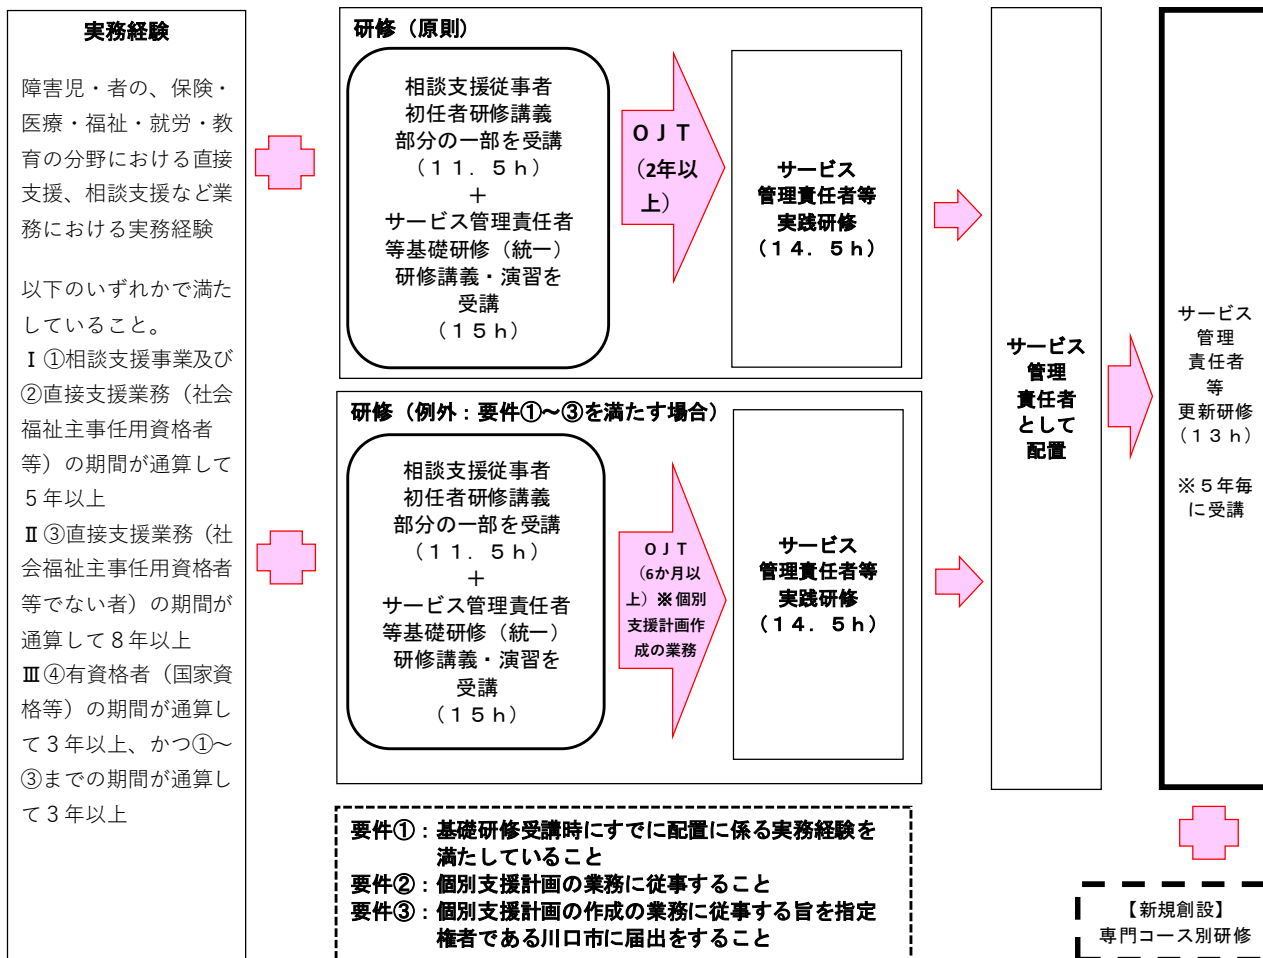 実務経験
障害児・者の、保険・
医療・福祉・就労・教
育の分野における直接
支援、相談支援など業
務における実務経験
以下のいずれかで満た
していること。
Ⅰ ①相談支援事業及び
②直接支援業務（社会
福祉主事任用資格者
等）の期間が通算して
５年以上
Ⅱ ③直接支援業務（社
会福祉主事任用資格者
等でない者）の期間が
通算して８年以上
Ⅲ ④有資格者（国家資
格等）の期間が通算し
て３年以上、かつ①～
③までの期間が通算し
て３年以上
研修（原則）
相談支援従事者
初任者研修講義
部分の一部を受講
（１１．５ｈ）
＋
サービス管理責任者
等基礎研修（統一）
研修講義・演習を
受講
（１５ｈ）
ＯＪＴ
（2年以
上）
サービス
管理責任者等
実践研修
（１４．５ｈ）
研修（例外：要件①～③を満たす場合）
相談支援従事者
初任者研修講義
部分の一部を受講
（１１．５ｈ）
＋
サービス管理責任者
等基礎研修（統一）
研修講義・演習を
受講
（１５ｈ）
ＯＪＴ
（6か月以
上）※個別
支援計画作
成の業務
サービス
管理責任者等
実践研修
（１４．５ｈ）
サービス
管理
責任者
として
配置
サービス
管理
責任者
等
更新研修
（１３ｈ）
※５年毎
に受講
要件①：基礎研修受講時にすでに配置に係る実務経験を
満たしていること
要件②：個別支援計画の業務に従事すること
要件③：個別支援計画の作成の業務に従事する旨を指定
権者である川口市に届出をすること
【新規創設】
専門コース別研修